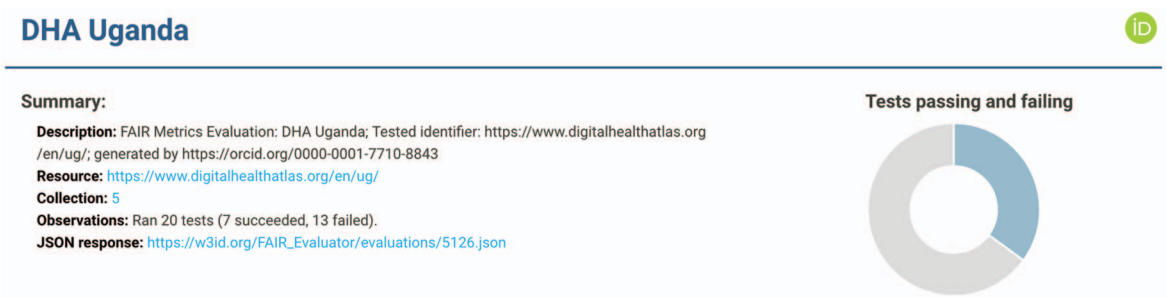 DHA Uganda
iD
Summary:
Description: FAIR Metrics Evaluation: DHA Uganda; Tested identifier: https://www.digitalhealthatlas.org
/en/ug/; generated by https://orcid.org/0000-0001-7710-8843
Resource: https://www.digitalhealthatlas.org/en/ug/
Collection: 5
Observations: Ran 20 tests (7 succeeded, 13 failed).
JSON response: https://w3id.org/FAIR_Evaluator/evaluations/5126.json
Tests passing and failing